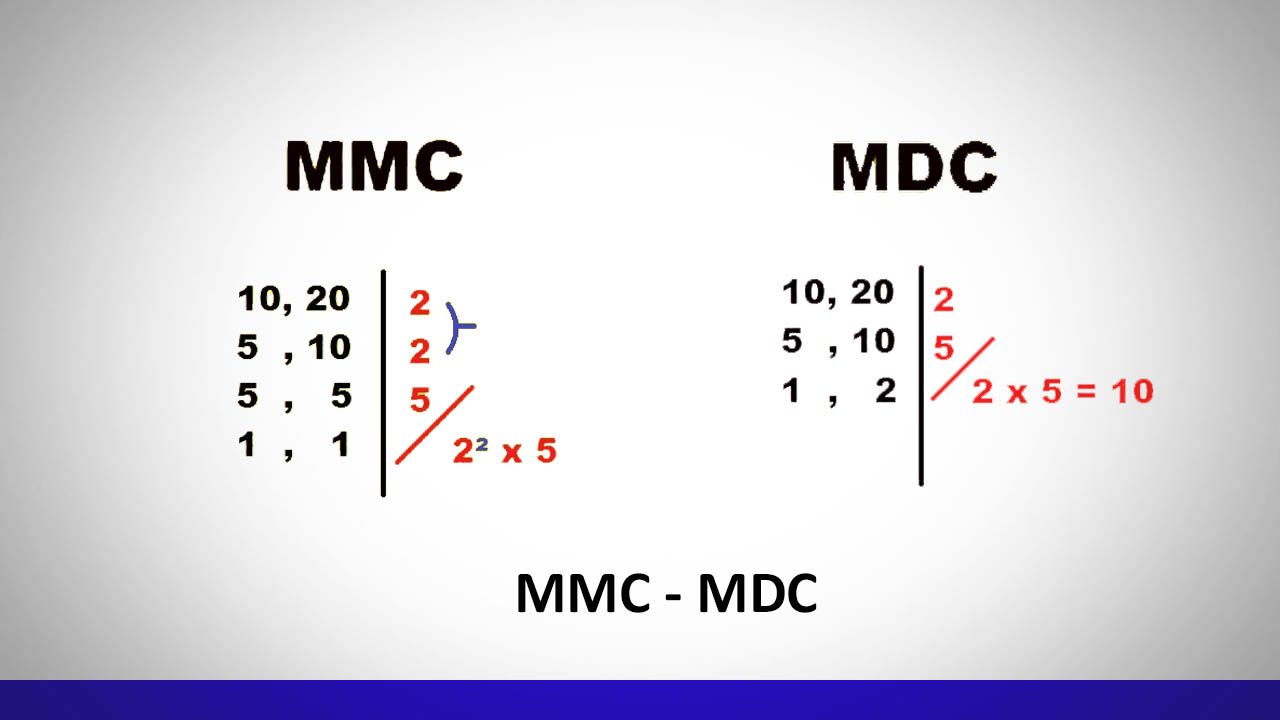 MMC
10, 20 2
5 , 10 2
5 , 5 5
1 , 1 2² x 5
MDC
10, 20 2
5 , 10 5
1 , 2 2 x 5 = 10
MMC - MDC